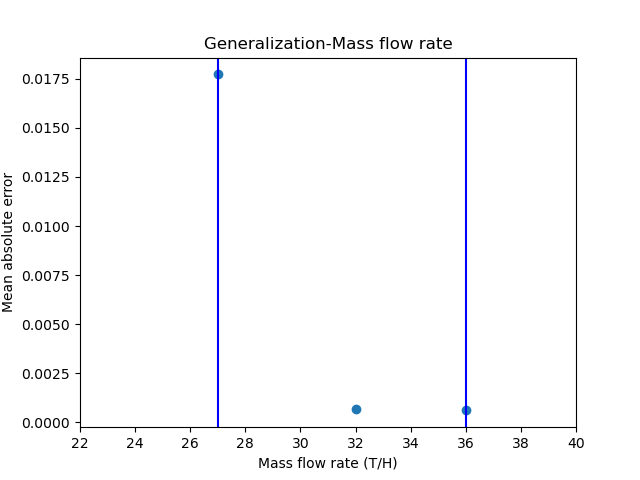 Generalization-Mass flow rate
Mean absolute error
0.0175
0.0150
0.0125
0.0100
0.0075
0.0050
0.0025
0.0000
22 24 26 28 30 32 34 36 38 40
Mass flow rate (T/H)